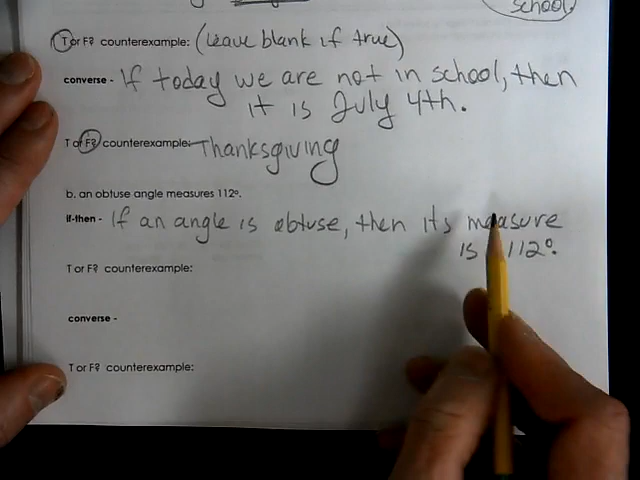 school
T or F? counterexample: (leave blank if true)
converse - If today we are not in school, then
it is July 4th.
T or F? counterexample: Thanksgiving
b. an obtuse angle measures 112°.
if-then - If an angle is obtuse, then its measure
is 112°.
T or F? counterexample:
converse -
T or F? counterexample: